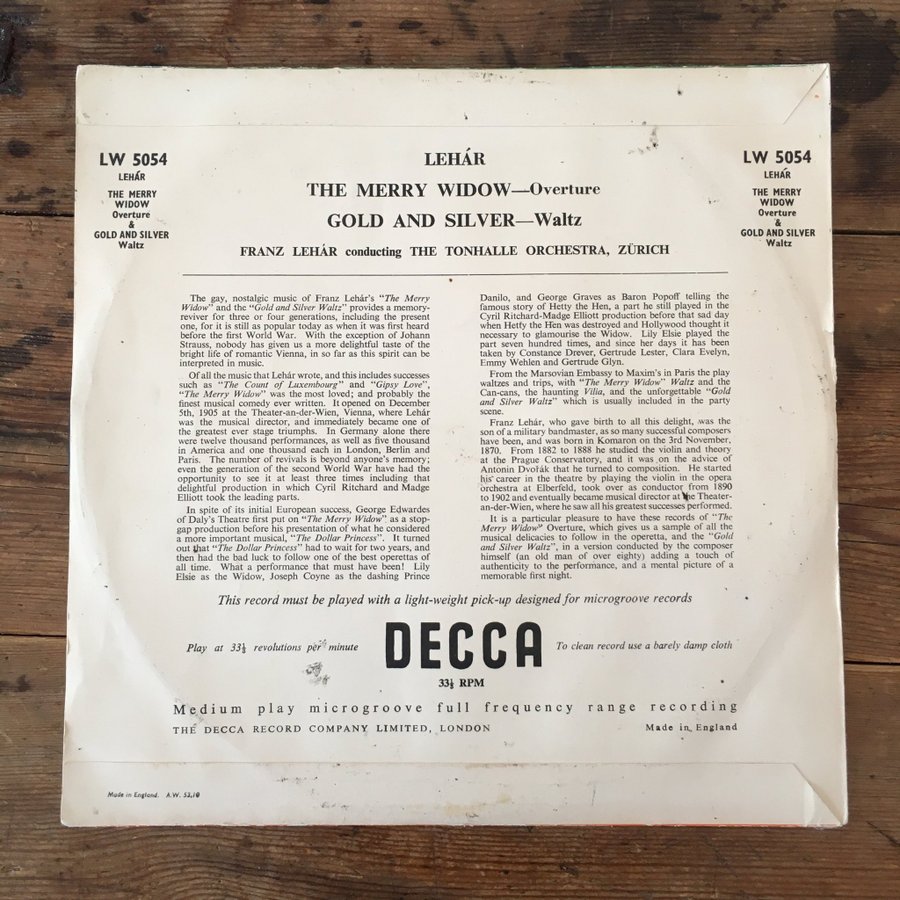 LW 5054
LEHÁR
THE MERRY
WIDOW
Overture
&
GOLD AND SILVER
Waltz
LEHÁR
THE MERRY WIDOW—Overture
GOLD AND SILVER—Waltz
FRANZ LEHÁR conducting THE TONHALLE ORCHESTRA, ZÜRICH
LW 5054
LEHÁR
THE MERRY
WIDOW
Overture
&
GOLD AND SILVER
Waltz
The gay, nostalgic music of Franz Lehár's "The Merry
Widow" and the "Gold and Silver Waltz" provides a memory-
reviver for three or four generations, including the present
one, for it is still as popular today as when it was first heard
before the first World War. With the exception of Johann
Strauss, nobody has given us a more delightful taste of the
bright life of romantic Vienna, in so far as this spirit can be
interpreted in music.
Of all the music that Lehár wrote, and this includes successes
such as "The Count of Luxembourg" and "Gipsy Love",
"The Merry Widow" was the most loved; and probably the
finest musical comedy ever written. It opened on December
5th, 1905 at the Theater-an-der-Wien, Vienna, where Lehár
was the musical director, and immediately became one of
the greatest ever stage triumphs. In Germany alone there
were twelve thousand performances, as well as five thousand
in America and one thousand each in London, Berlin and
Paris. The number of revivals is beyond anyone's memory;
even the generation of the second World War have had the
opportunity to see it at least three times including that
delightful production in which Cyril Ritchard and Madge
Elliott took the leading parts.
In spite of its initial European success, George Edwardes
of Daly's Theatre first put on "The Merry Widow" as a stop-
gap production before his presentation of what he considered
a more important musical, "The Dollar Princess". It turned
out that "The Dollar Princess" had to wait for two years, and
then had the bad luck to follow one of the best operettas of
all time. What a performance that must have been! Lily
Elsie as the Widow, Joseph Coyne as the dashing Prince
Danilo, and George Graves as Baron Popoff telling the
famous story of Hetty the Hen, a part he still played in the
Cyril Ritchard-Madge Elliott production before that sad day
when Hetty the Hen was destroyed and Hollywood thought it
necessary to glamourise the Widow. Lily Elsie played the
part seven hundred times, and since her days it has been
taken by Constance Drever, Gertrude Lester, Clara Evelyn,
Emmy Wehlen and Gertrude Glyn.
From the Marsovian Embassy to Maxim's in Paris the play
waltzes and trips, with "The Merry Widow" Waltz and the
Can-cans, the haunting Vilia, and the unforgettable "Gold
and Silver Waltz" which is usually included in the party
scene.
Franz Lehár, who gave birth to all this delight, was the
son of a military bandmaster, as so many successful composers
have been, and was born in Komaron on the 3rd November,
1870. From 1882 to 1888 he studied the violin and theory
at the Prague Conservatory, and it was on the advice of
Antonin Dvořák that he turned to composition. He started
his career in the theatre by playing the violin in the opera
orchestra at Elberfeld, took over as conductor from 1890
to 1902 and eventually became musical director at the Theater-
an-der-Wien, where he saw all his greatest successes performed.
It is a particular pleasure to have these records of "The
Merry Widow" Overture, which gives us a sample of all the
musical delicacies to follow in the operetta, and the "Gold
and Silver Waltz", in a version conducted by the composer
himself (an old man of over eighty) adding a touch of
authenticity to the performance, and a mental picture of a
memorable first night.
This record must be played with a light-weight pick-up designed for microgroove records
Play at 33⅓ revolutions per minute
DECCA
To clean record use a barely damp cloth
33⅓ RPM
Medium play microgroove full frequency range recording
THE DECCA RECORD COMPANY LIMITED, LONDON
Made in England
Made in England. A.W. 53,10